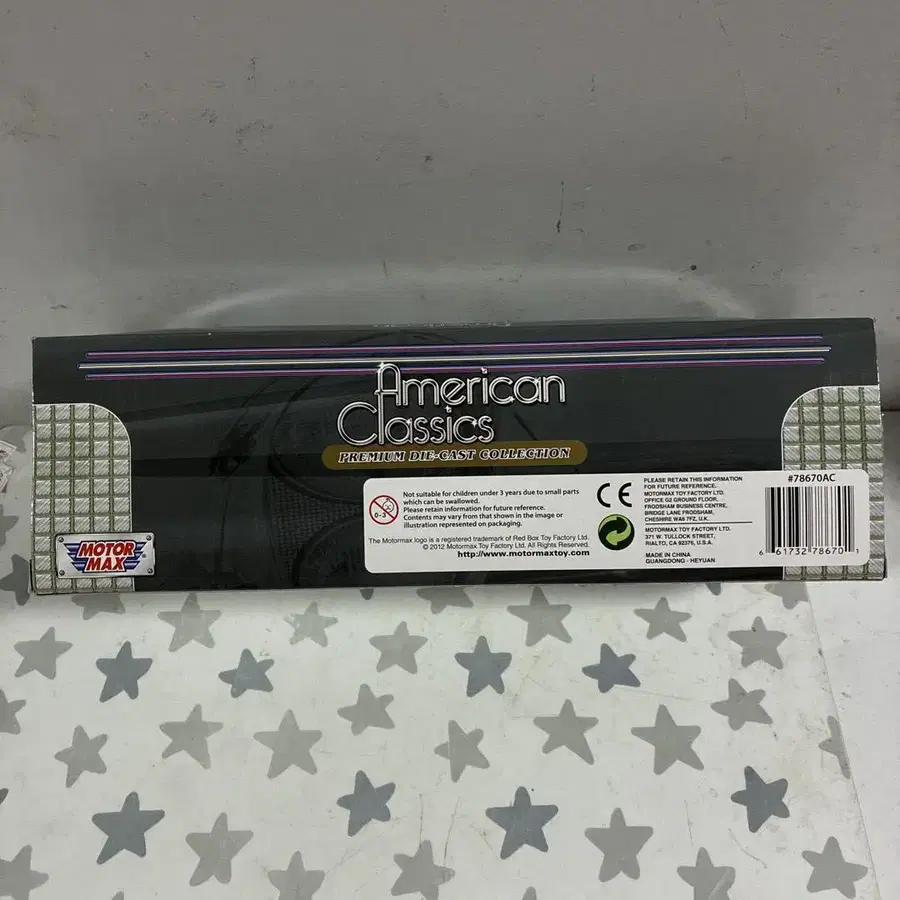 American
Classics
PREMIUM DIE-CAST COLLECTION
MOTOR
MAX
0-3
Not suitable for children under 3 years due to small parts
which can be swallowed.
Please retain information for future reference.
Contents may vary from that shown in the image or
illustration represented on packaging.
The Motormax logo is a registered trademark of Red Box Toy Factory Ltd.
© 2012 Motormax Toy Factory Ltd. All Rights Reserved.
http://www.motormaxtoy.com
CE
PLEASE RETAIN THIS INFORMATION
FOR FUTURE REFERENCE.
MOTORMAX TOY FACTORY LTD.
OFFICE G2 GROUND FLOOR,
FRODSHAM BUSINESS CENTRE,
BRIDGE LANE FRODSHAM,
CHESHIRE WA6 7FZ, U.K.
MOTORMAX TOY FACTORY LTD.
371 W. TULLOCK STREET,
RIALTO, CA 92376, U.S.A.
MADE IN CHINA
GUANGDONG - HEYUAN
#78670AC
6 61732 78670 1